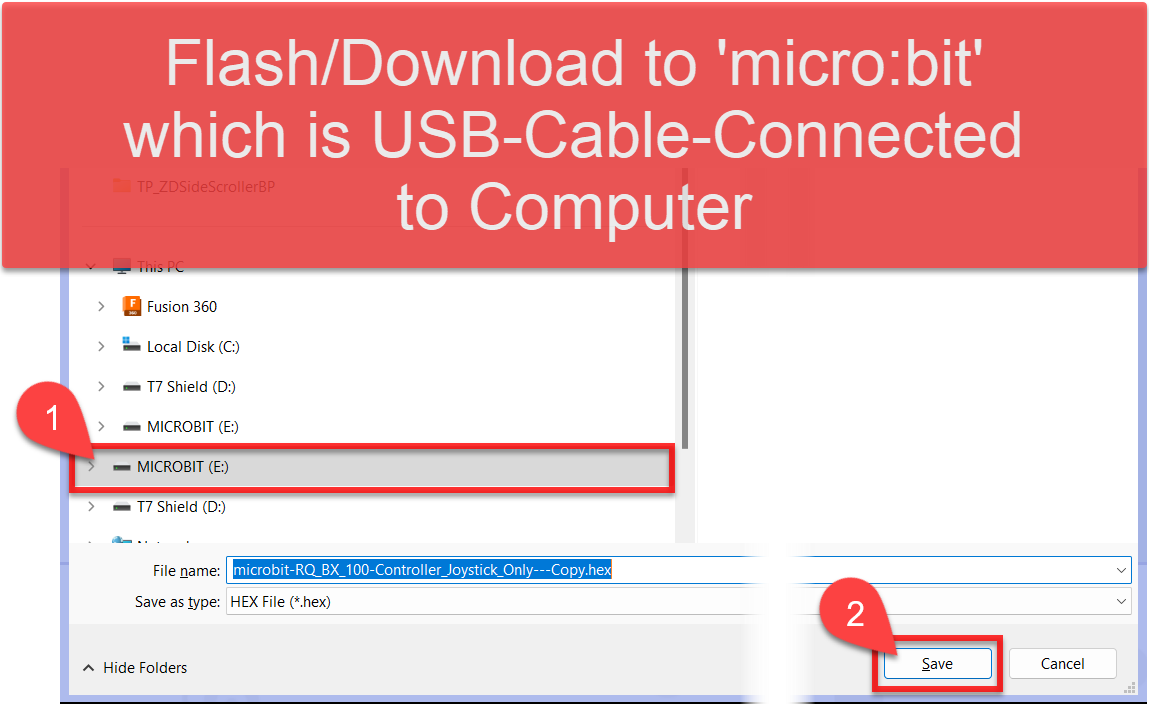 Flash/Download to 'micro:bit'
which is USB-Cable-Connected
to Computer
TP_ZDSideScrollerBP
This PC
Fusion 360
Local Disk (C:)
T7 Shield (D:)
1
MICROBIT (E:)
MICROBIT (E:)
T7 Shield (D:)
File name: microbit-RQ_BX_100-Controller_Joystick_Only---Copy.hex
Save as type: HEX File (*.hex)
2
Hide Folders
Save
Cancel